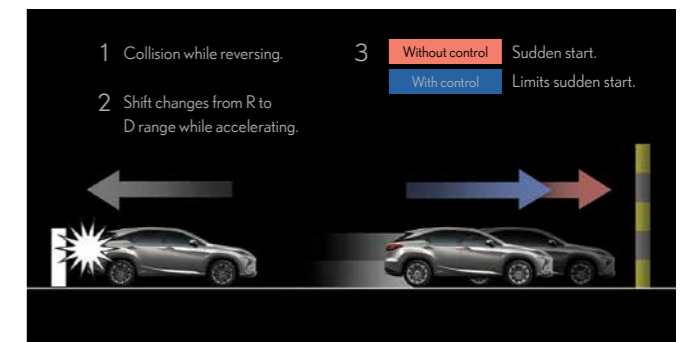 1 Collision while reversing.
2 Shift changes from R to
D range while accelerating.
3 Without control Sudden start.
With control Limits sudden start.